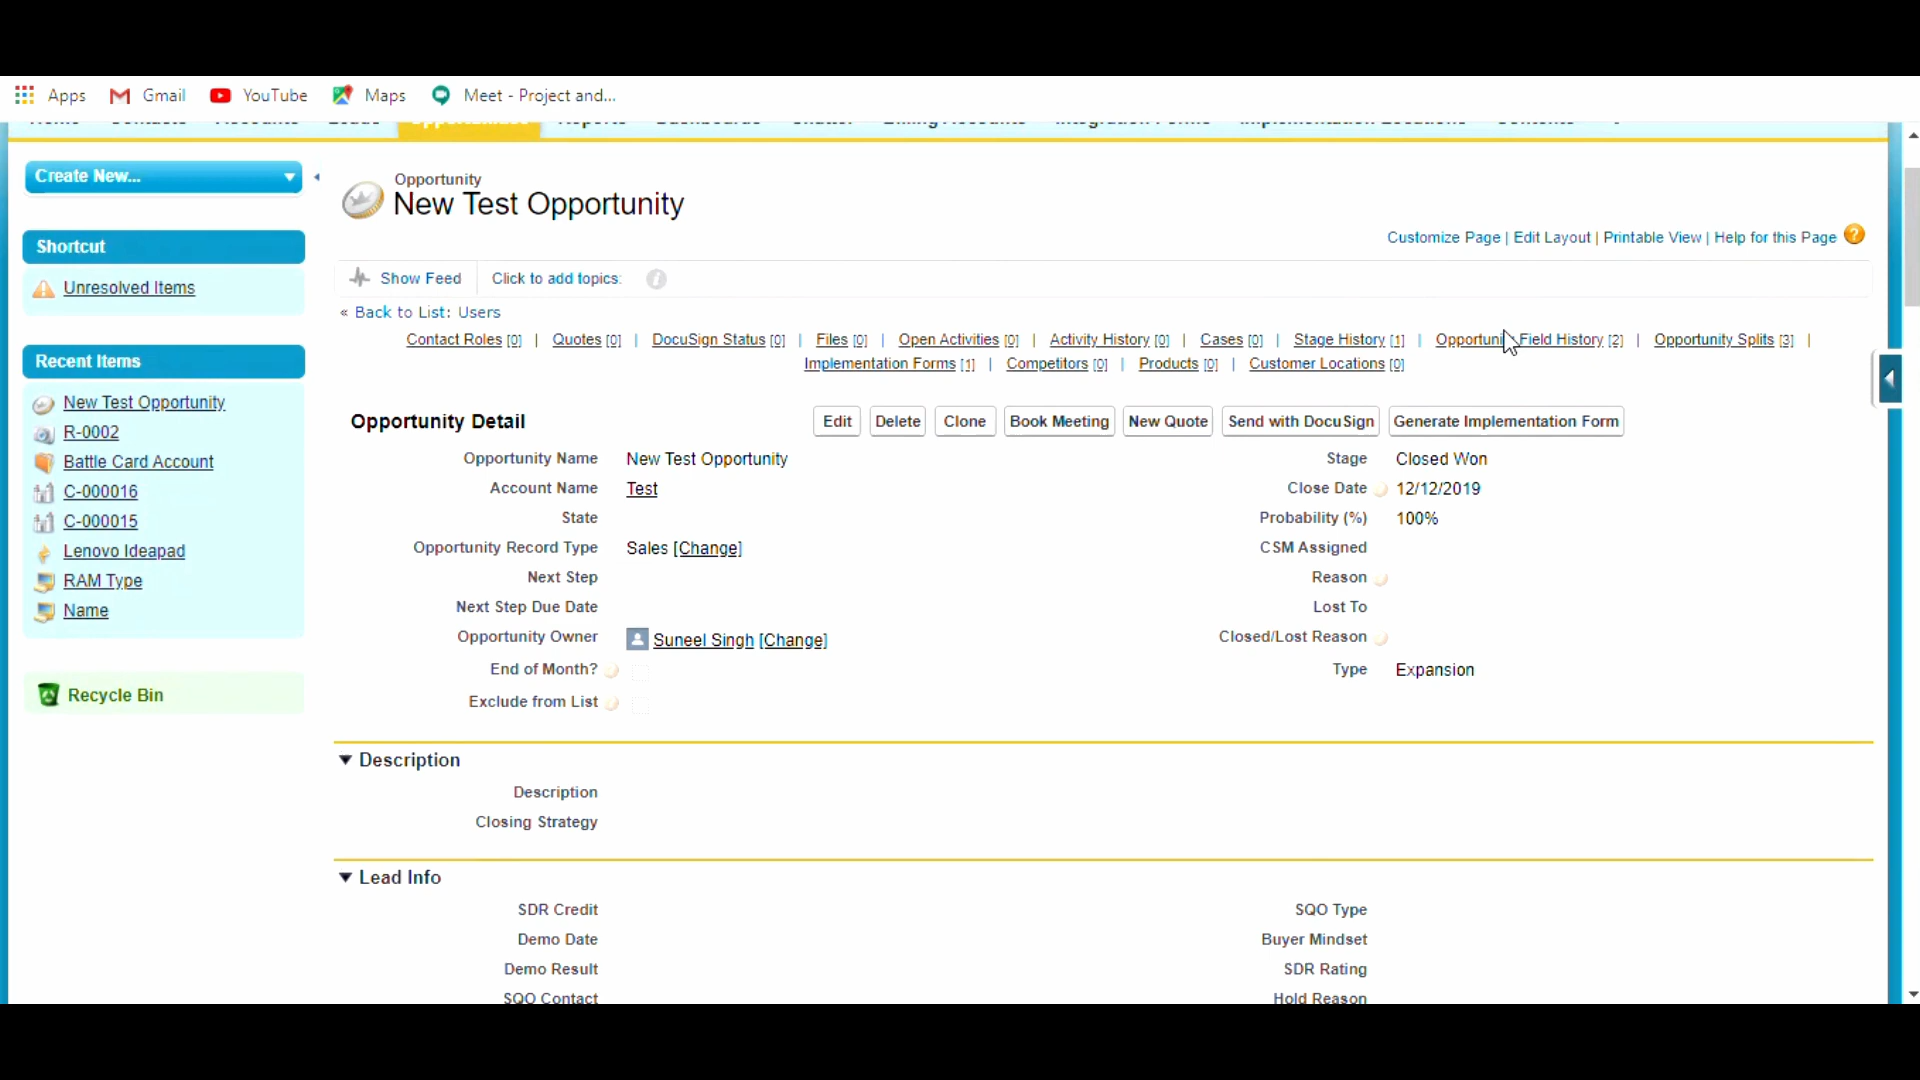 Apps Gmail YouTube Maps Meet - Project and...
Create New...
Shortcut
Unresolved Items
Recent Items
New Test Opportunity
R-0002
Battle Card Account
C-000016
C-000015
Lenovo Ideapad
RAM Type
Name
Recycle Bin
Opportunity
New Test Opportunity
Customize Page | Edit Layout | Printable View | Help for this Page ?
Show Feed Click to add topics: i
« Back to List: Users
Contact Roles [0] | Quotes [0] | DocuSign Status [0] | Files [0] | Open Activities [0] | Activity History [0] | Cases [0] | Stage History [1] | Opportunity Field History [2] | Opportunity Splits [3] |
Implementation Forms [1] | Competitors [0] | Products [0] | Customer Locations [0]
Opportunity Detail Edit Delete Clone Book Meeting New Quote Send with DocuSign Generate Implementation Form
Opportunity Name New Test Opportunity Stage Closed Won
Account Name Test Close Date 12/12/2019
State Probability (%) 100%
Opportunity Record Type Sales [Change] CSM Assigned
Next Step Reason
Next Step Due Date Lost To
Opportunity Owner Suneel Singh [Change] Closed/Lost Reason
End of Month? Type Expansion
Exclude from List
Description
Description
Closing Strategy
Lead Info
SDR Credit SQO Type
Demo Date Buyer Mindset
Demo Result SDR Rating
SQO Contact Hold Reason